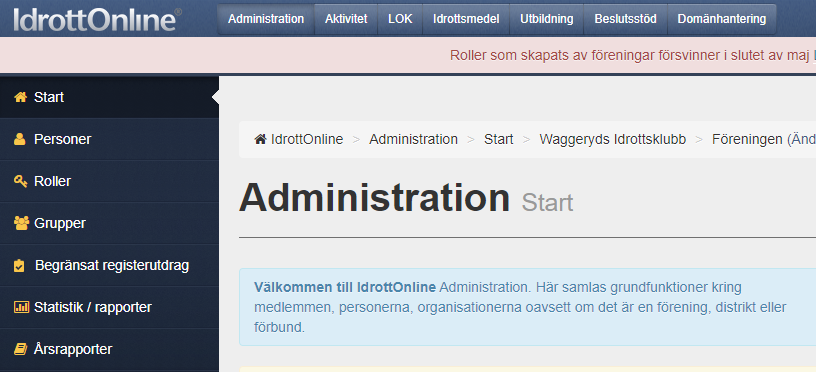 IdrottOnline®
Administration Aktivitet LOK Idrottsmedel Utbildning Beslutsstöd Domänhantering
Roller som skapats av föreningar försvinner i slutet av maj
Start
Personer
Roller
Grupper
Begränsat registerutdrag
Statistik / rapporter
Årsrapporter
IdrottOnline > Administration > Start > Waggeryds Idrottsklubb > Föreningen (Änd
Administration Start
Välkommen till IdrottOnline Administration. Här samlas grundfunktioner kring
medlemmen, personerna, organisationerna oavsett om det är en förening, distrikt eller
förbund.